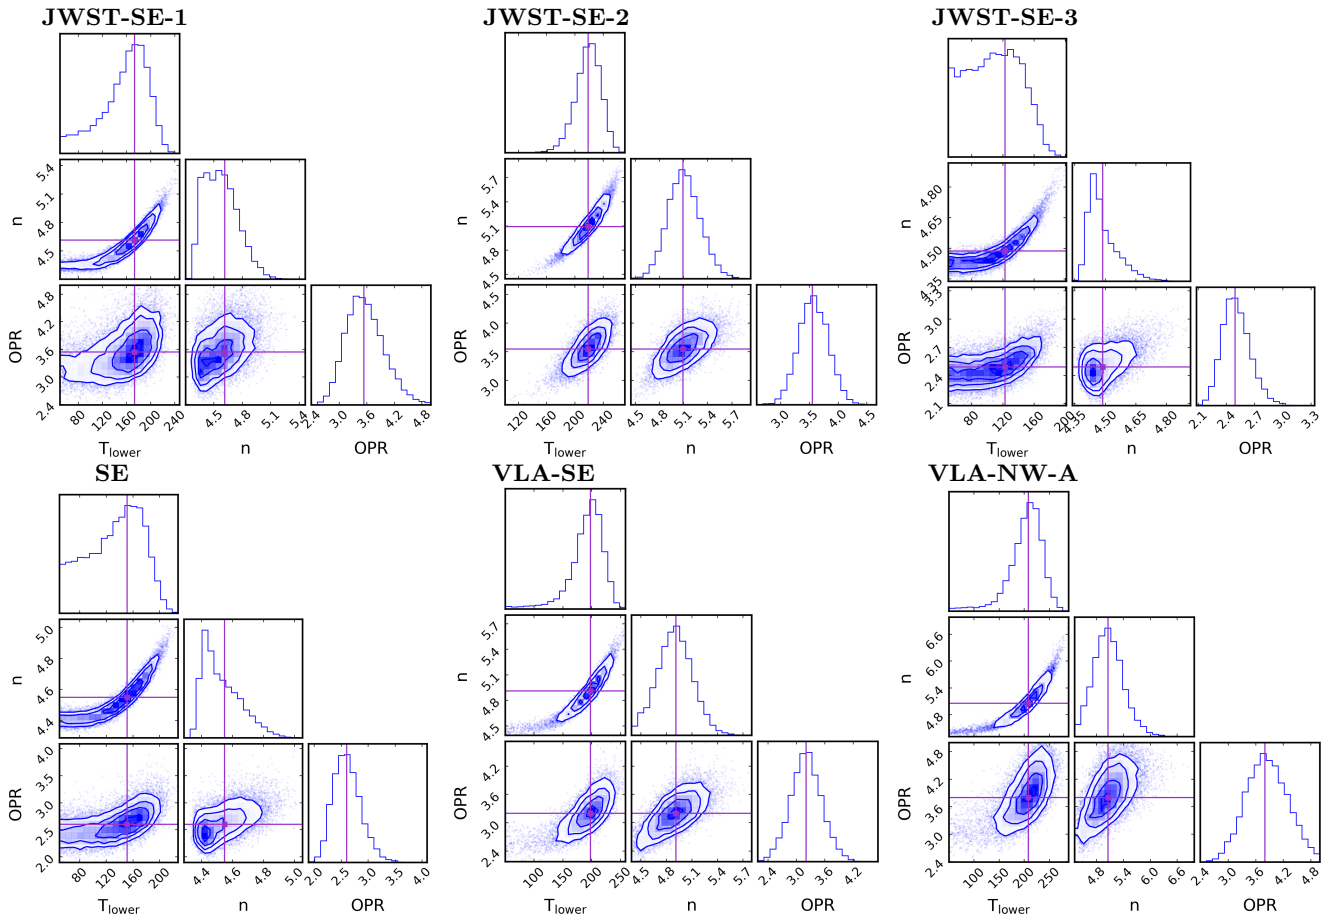 JWST-SE-1 JWST-SE-2 JWST-SE-3
n 5.4 5.1 4.8 4.5
n 5.7 5.4 5.1 4.8 4.5
n 4.80 4.65 4.50 4.35
OPR 4.8 4.2 3.6 3.0 2.4
OPR 4.5 4.0 3.5 3.0
OPR 3.3 3.0 2.7 2.4 2.1
80 120 160 200 240 4.5 4.8 5.1 5.4 2.4 3.0 3.6 4.2 4.8
120 160 200 240 4.5 4.8 5.1 5.4 5.7 3.0 3.5 4.0 4.5
80 120 160 200 4.35 4.50 4.65 4.80 2.1 2.4 2.7 3.0 3.3
T_lower n OPR T_lower n OPR T_lower n OPR
SE VLA-SE VLA-NW-A
n 5.0 4.8 4.6 4.4
n 5.7 5.4 5.1 4.8 4.5
n 6.6 6.0 5.4 4.8
OPR 4.0 3.5 3.0 2.5 2.0
OPR 4.2 3.6 3.0 2.4
OPR 4.8 4.2 3.6 3.0 2.4
80 120 160 200 4.4 4.6 4.8 5.0 2.0 2.5 3.0 3.5 4.0
100 150 200 250 4.5 4.8 5.1 5.4 5.7 2.4 3.0 3.6 4.2
100 150 200 250 4.8 5.4 6.0 6.6 2.4 3.0 3.6 4.2 4.8
T_lower n OPR T_lower n OPR T_lower n OPR